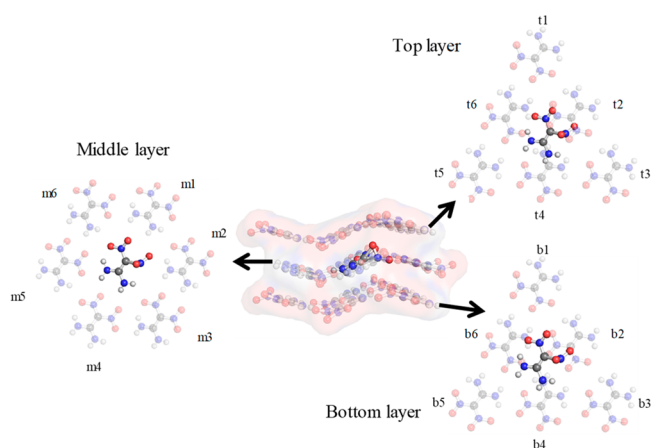 t1
Top layer
t6
t2
Middle layer
t5
t3
m6
m1
t4
m2
b1
m5
b6
b2
m3
m4
b5
b3
Bottom layer
b4